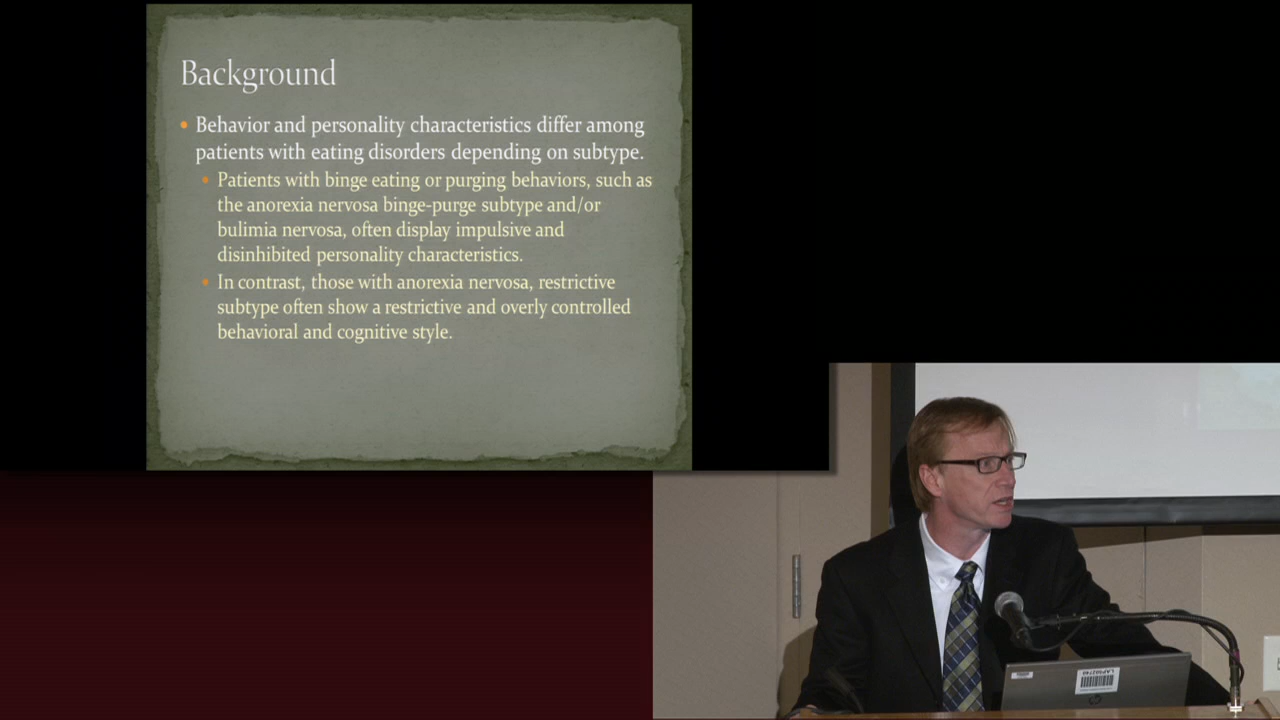 Background
• Behavior and personality characteristics differ among
patients with eating disorders depending on subtype.
• Patients with binge eating or purging behaviors, such as
the anorexia nervosa binge-purge subtype and/or
bulimia nervosa, often display impulsive and
disinhibited personality characteristics.
• In contrast, those with anorexia nervosa, restrictive
subtype often show a restrictive and overly controlled
behavioral and cognitive style.